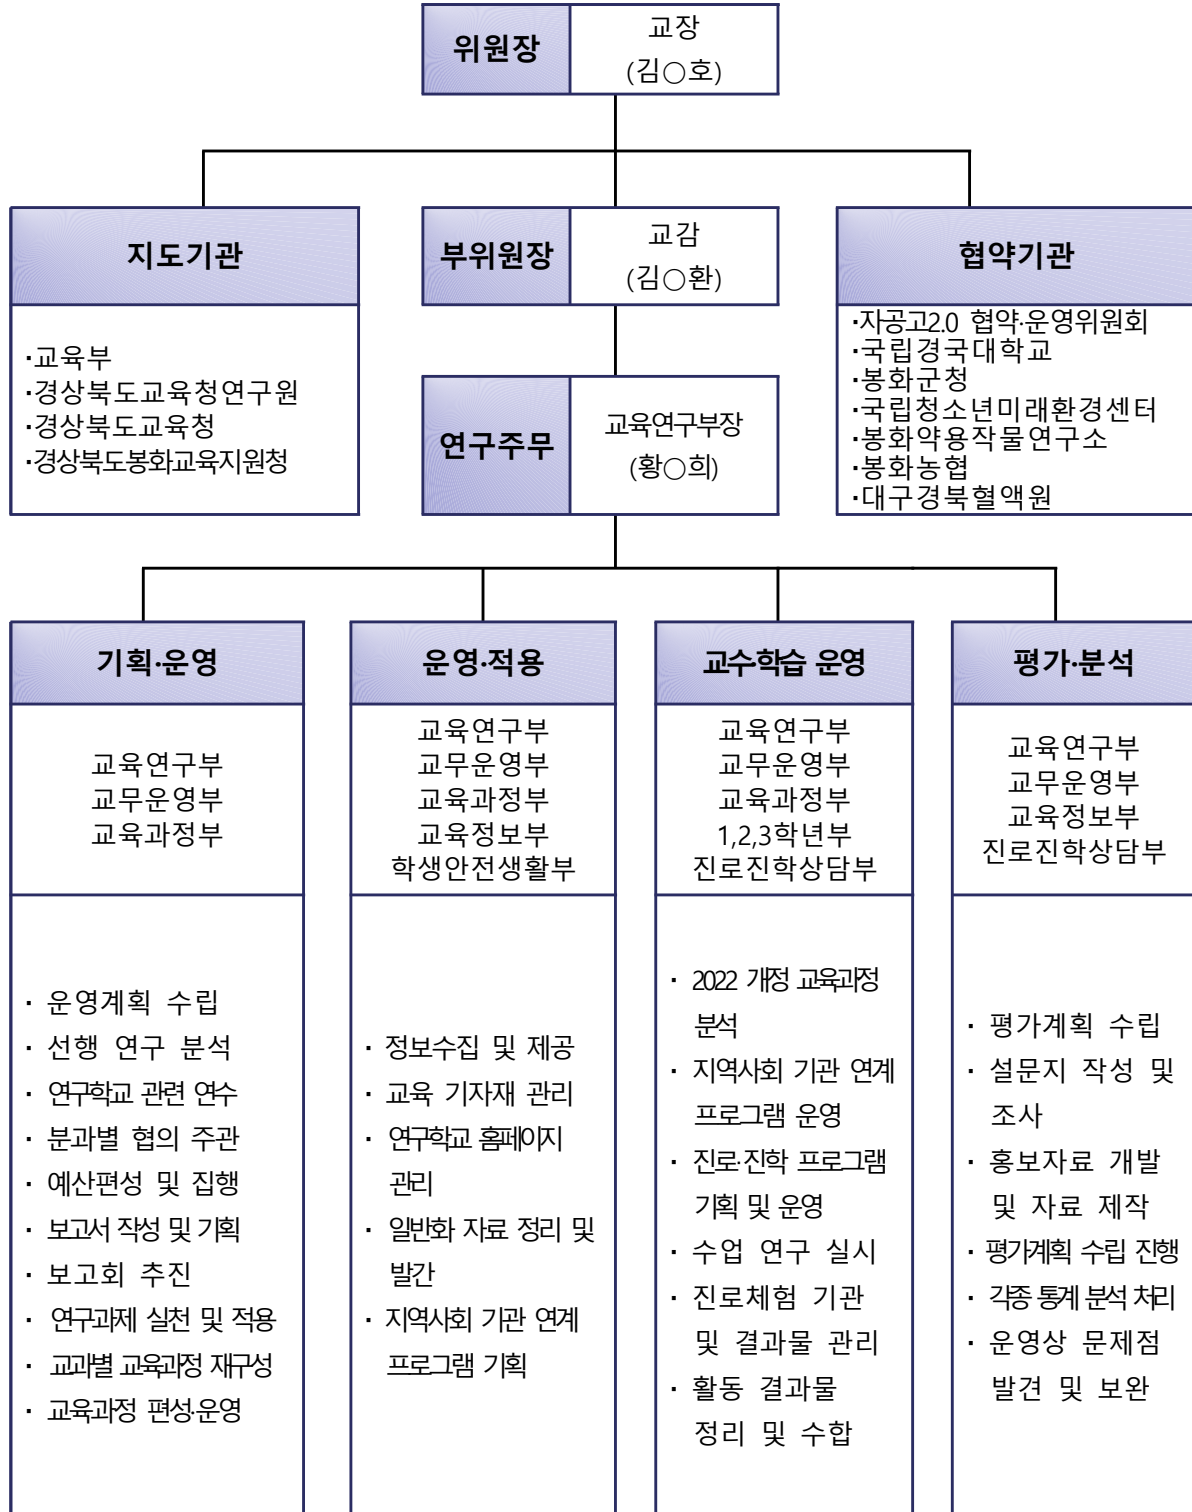 위원장
교장
(김○호)
지도기관
·교육부
·경상북도교육청연구원
·경상북도교육청
·경상북도봉화교육지원청
부위원장
교감
(김○환)
협약기관
·자공고2.0 협약·운영위원회
·국립경국대학교
·봉화군청
·국립청소년미래환경센터
·봉화약용작물연구소
·봉화농협
·대구경북혈액원
연구주무
교육연구부장
(황○희)
기획·운영
교육연구부
교무운영부
교육과정부
· 운영계획 수립
· 선행 연구 분석
· 연구학교 관련 연수
· 분과별 협의 주관
· 예산편성 및 집행
· 보고서 작성 및 기획
· 보고회 추진
· 연구과제 실천 및 적용
· 교과별 교육과정 재구성
· 교육과정 편성·운영
운영·적용
교육연구부
교무운영부
교육과정부
교육정보부
학생안전생활부
· 정보수집 및 제공
· 교육 기자재 관리
· 연구학교 홈페이지
관리
· 일반화 자료 정리 및
발간
· 지역사회 기관 연계
프로그램 기획
교수·학습 운영
교육연구부
교무운영부
교육과정부
1,2,3학년부
진로진학상담부
· 2022 개정 교육과정
분석
· 지역사회 기관 연계
프로그램 운영
· 진로·진학 프로그램
기획 및 운영
· 수업 연구 실시
· 진로체험 기관
및 결과물 관리
· 활동 결과물
정리 및 수합
평가·분석
교육연구부
교무운영부
교육정보부
진로진학상담부
· 평가계획 수립
· 설문지 작성 및
조사
· 홍보자료 개발
및 자료 제작
· 평가계획 수립 진행
· 각종 통계 분석 처리
· 운영상 문제점
발견 및 보완